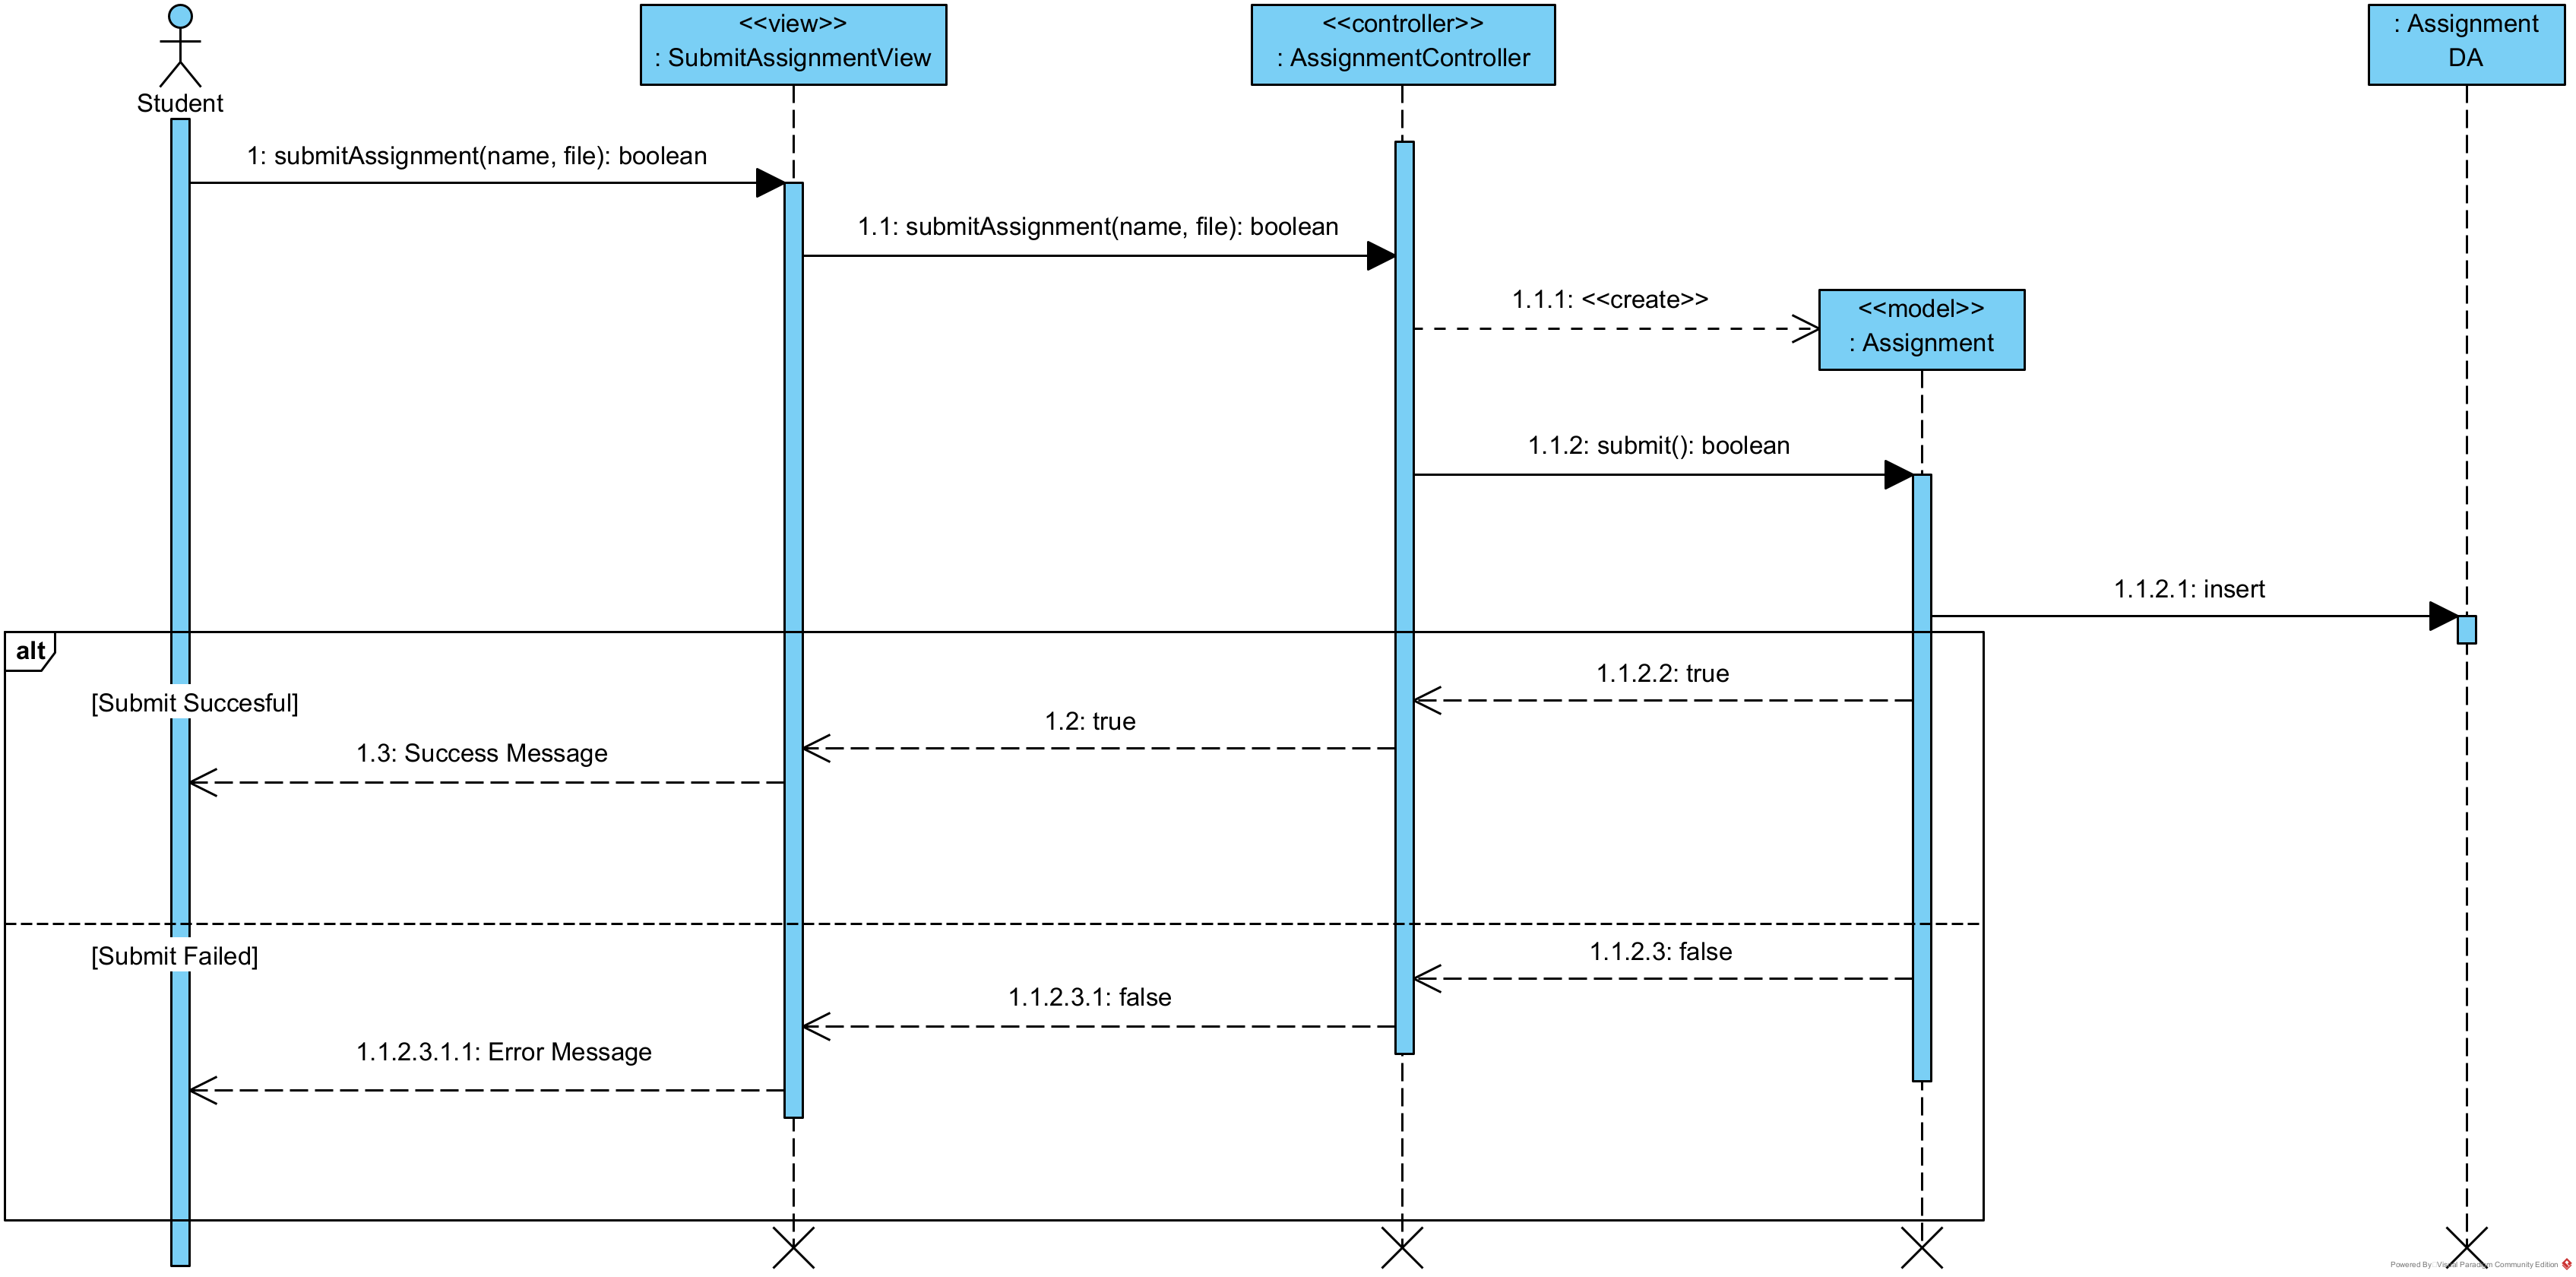 <<view>>
: SubmitAssignmentView
<<controller>>
: AssignmentController
: Assignment
DA
Student
1: submitAssignment(name, file): boolean
1.1: submitAssignment(name, file): boolean
1.1.1: <<create>>
<<model>>
: Assignment
1.1.2: submit(): boolean
1.1.2.1: insert
alt
[Submit Succesful]
1.1.2.2: true
1.2: true
1.3: Success Message
[Submit Failed]
1.1.2.3: false
1.1.2.3.1: false
1.1.2.3.1.1: Error Message
Powered By: Visual Paradigm Community Edition